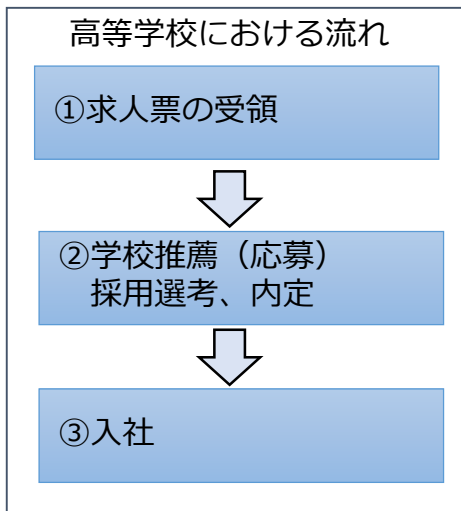 高等学校における流れ
①求人票の受領
②学校推薦（応募）
採用選考、内定
③入社